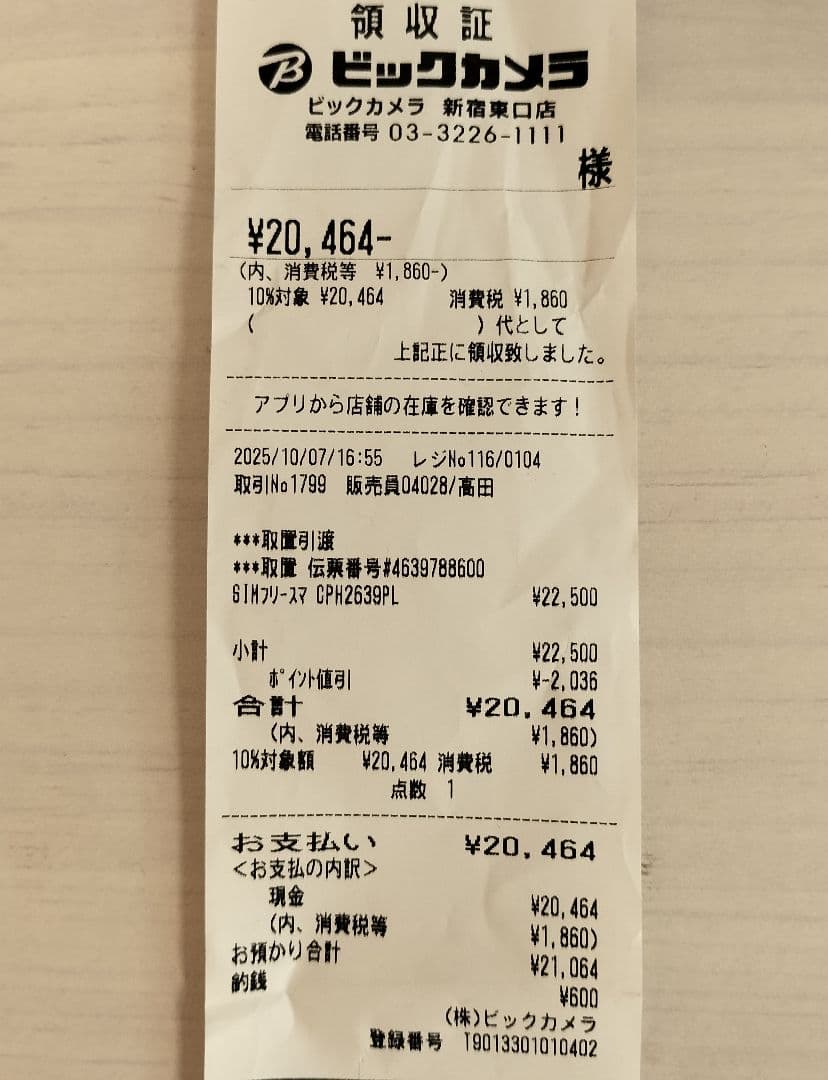 領収証
ビックカメラ
ビックカメラ 新宿東口店
電話番号 03-3226-1111
様
¥20,464-
(内、消費税等 ¥1,860-)
10%対象 ¥20,464 消費税 ¥1,860
( )代として
上記正に領収致しました。
アプリから店舗の在庫を確認できます!
2025/10/07/16:55 レジNo116/0104
取引No1799 販売員04028/高田
***取置引渡
***取置 伝票番号#4639788600
SIMフリースマ CPH2639PL ¥22,500
小計 ¥22,500
ポイント値引 ¥-2,036
合計 ¥20,464
(内、消費税等 ¥1,860)
10%対象額 ¥20,464 消費税 ¥1,860
点数 1
お支払い ¥20,464
<お支払の内訳>
現金 ¥20,464
(内、消費税等 ¥1,860)
お預かり合計 ¥21,064
釣銭 ¥600
(株)ビックカメラ
登録番号 T9013301010402